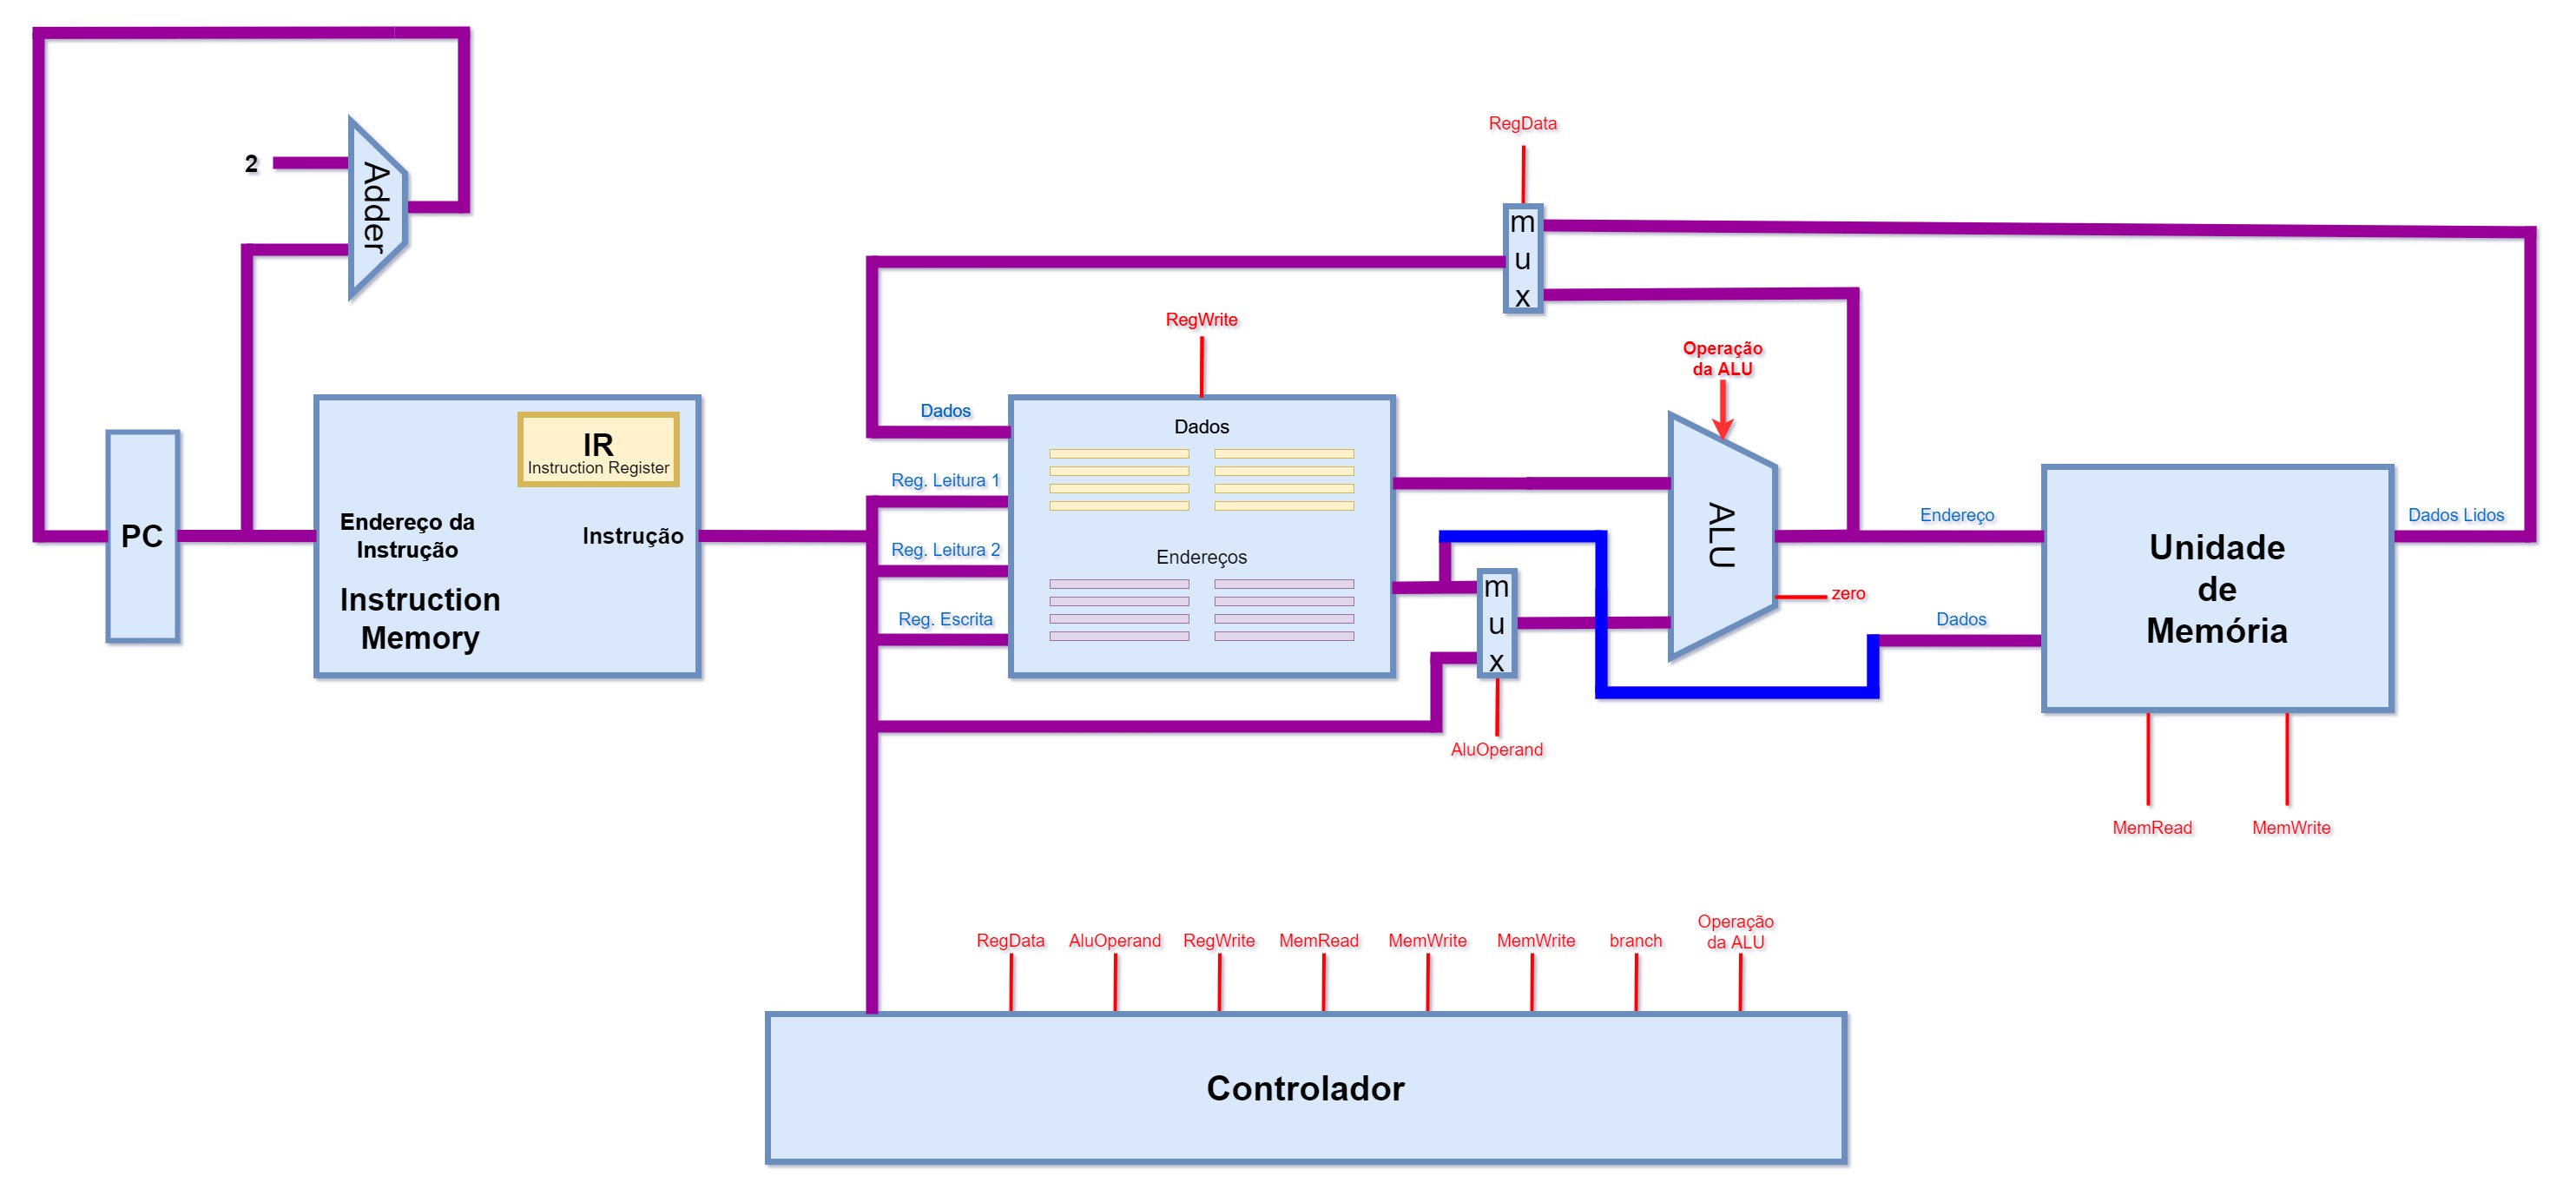 RegData
2
Adder
m
u
x
RegWrite
Operação
da ALU
Dados
Dados
IR
Instruction Register
Reg. Leitura 1
Endereço da
Instrução
Instrução
PC
Reg. Leitura 2
Endereços
ALU
Endereço
Dados Lidos
Unidade
de
Memória
Instruction
Memory
Reg. Escrita
m
u
x
zero
Dados
AluOperand
MemRead
MemWrite
RegData
AluOperand
RegWrite
MemRead
MemWrite
MemWrite
branch
Operação
da ALU
Controlador